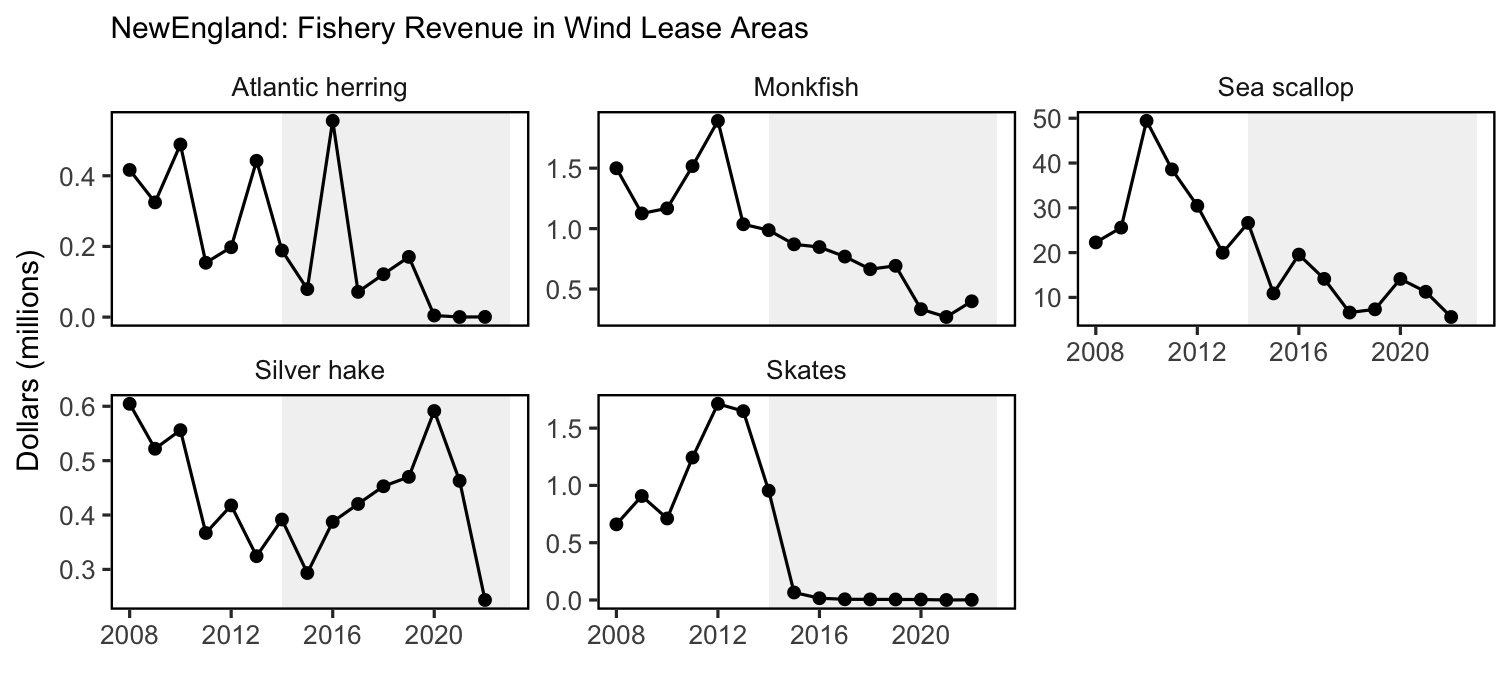 NewEngland: Fishery Revenue in Wind Lease Areas
Dollars (millions)
Atlantic herring
0.4
0.2
0.0
Monkfish
1.5
1.0
0.5
Sea scallop
50
40
30
20
10
2008 2012 2016 2020
Silver hake
0.6
0.5
0.4
0.3
2008 2012 2016 2020
Skates
1.5
1.0
0.5
0.0
2008 2012 2016 2020